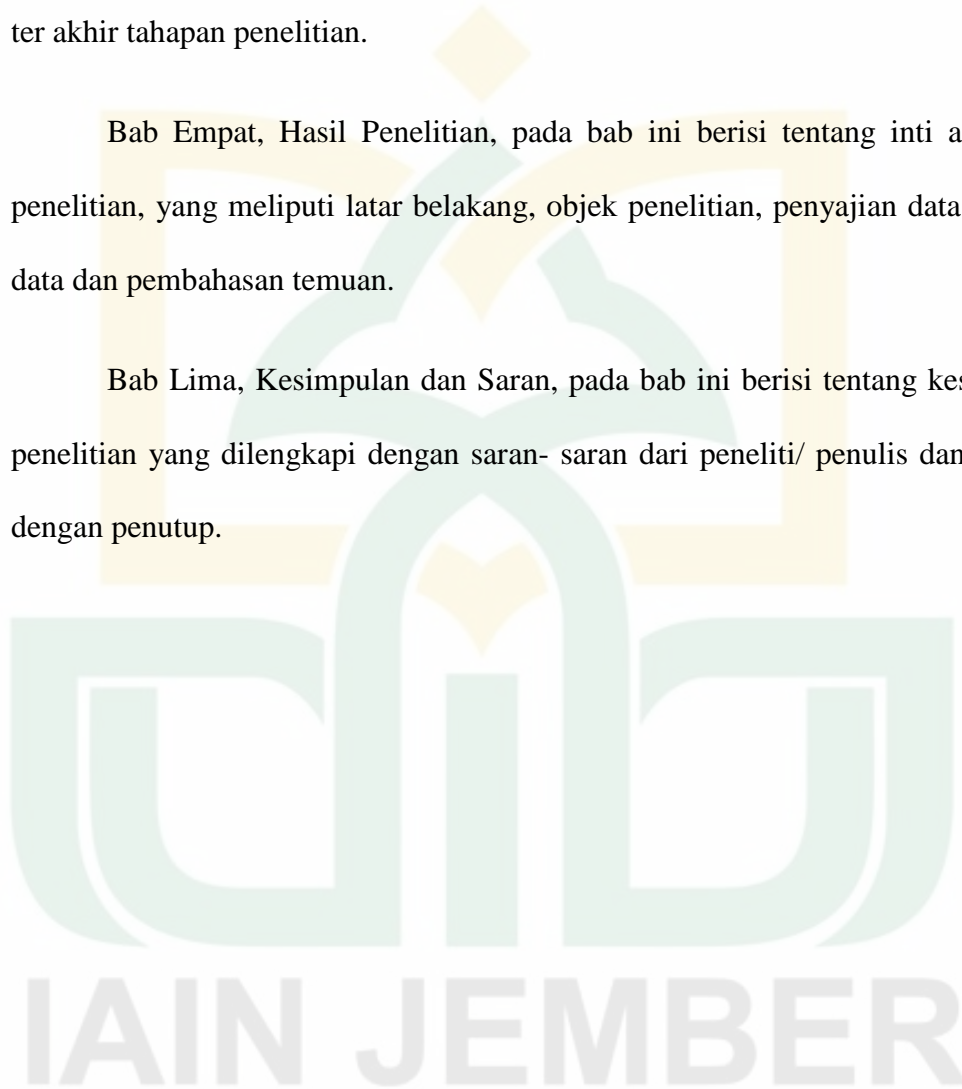 ter akhir tahapan penelitian.
Bab Empat, Hasil Penelitian, pada bab ini berisi tentang inti a
penelitian, yang meliputi latar belakang, objek penelitian, penyajian data
data dan pembahasan temuan.
Bab Lima, Kesimpulan dan Saran, pada bab ini berisi tentang kes
penelitian yang dilengkapi dengan saran- saran dari peneliti/ penulis dan
dengan penutup.
IAIN JEMBER